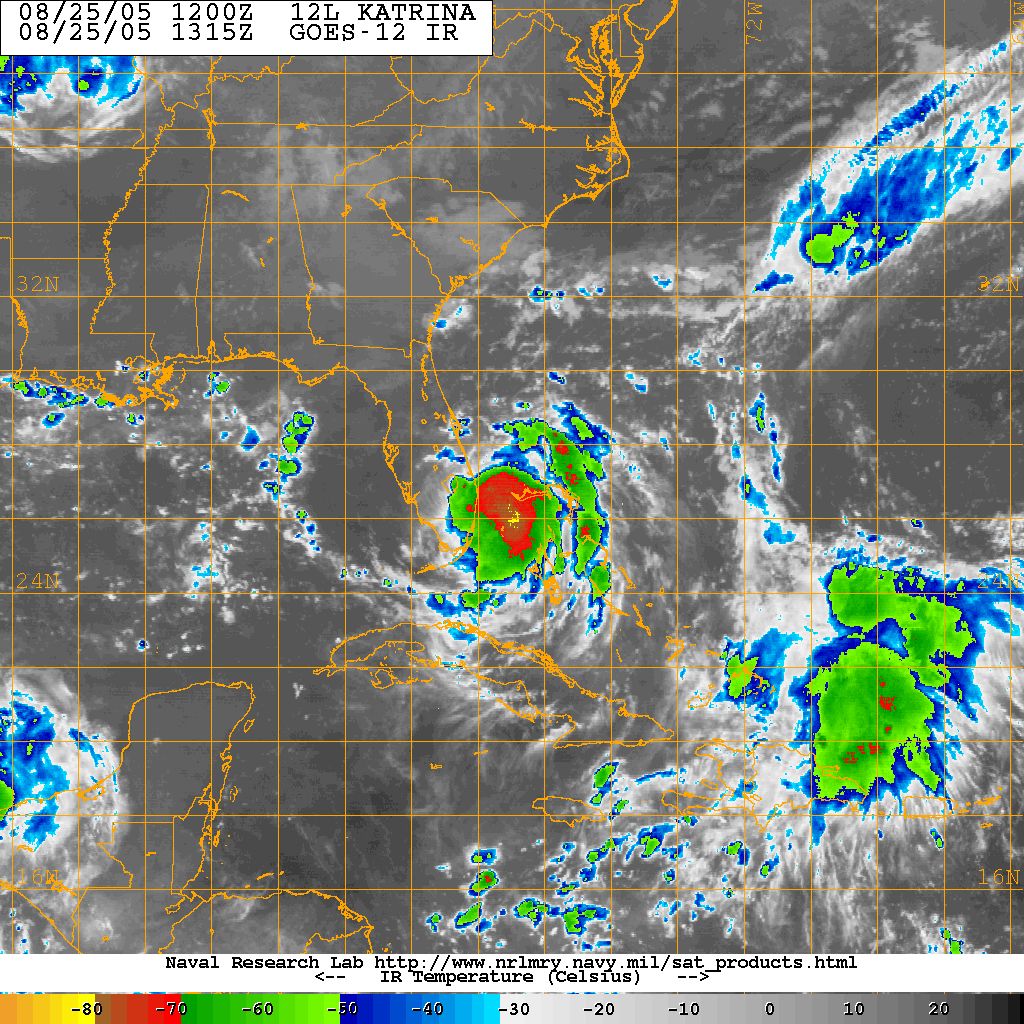 08/25/05 1200Z 12L KATRINA
08/25/05 1315Z GOES-12 IR
72W
32N 32N
24N 24N
16N 16N
Naval Research Lab http://www.nrlmry.navy.mil/sat_products.html
<-- IR Temperature (Celsius) -->
-80 -70 -60 -50 -40 -30 -20 -10 0 10 20